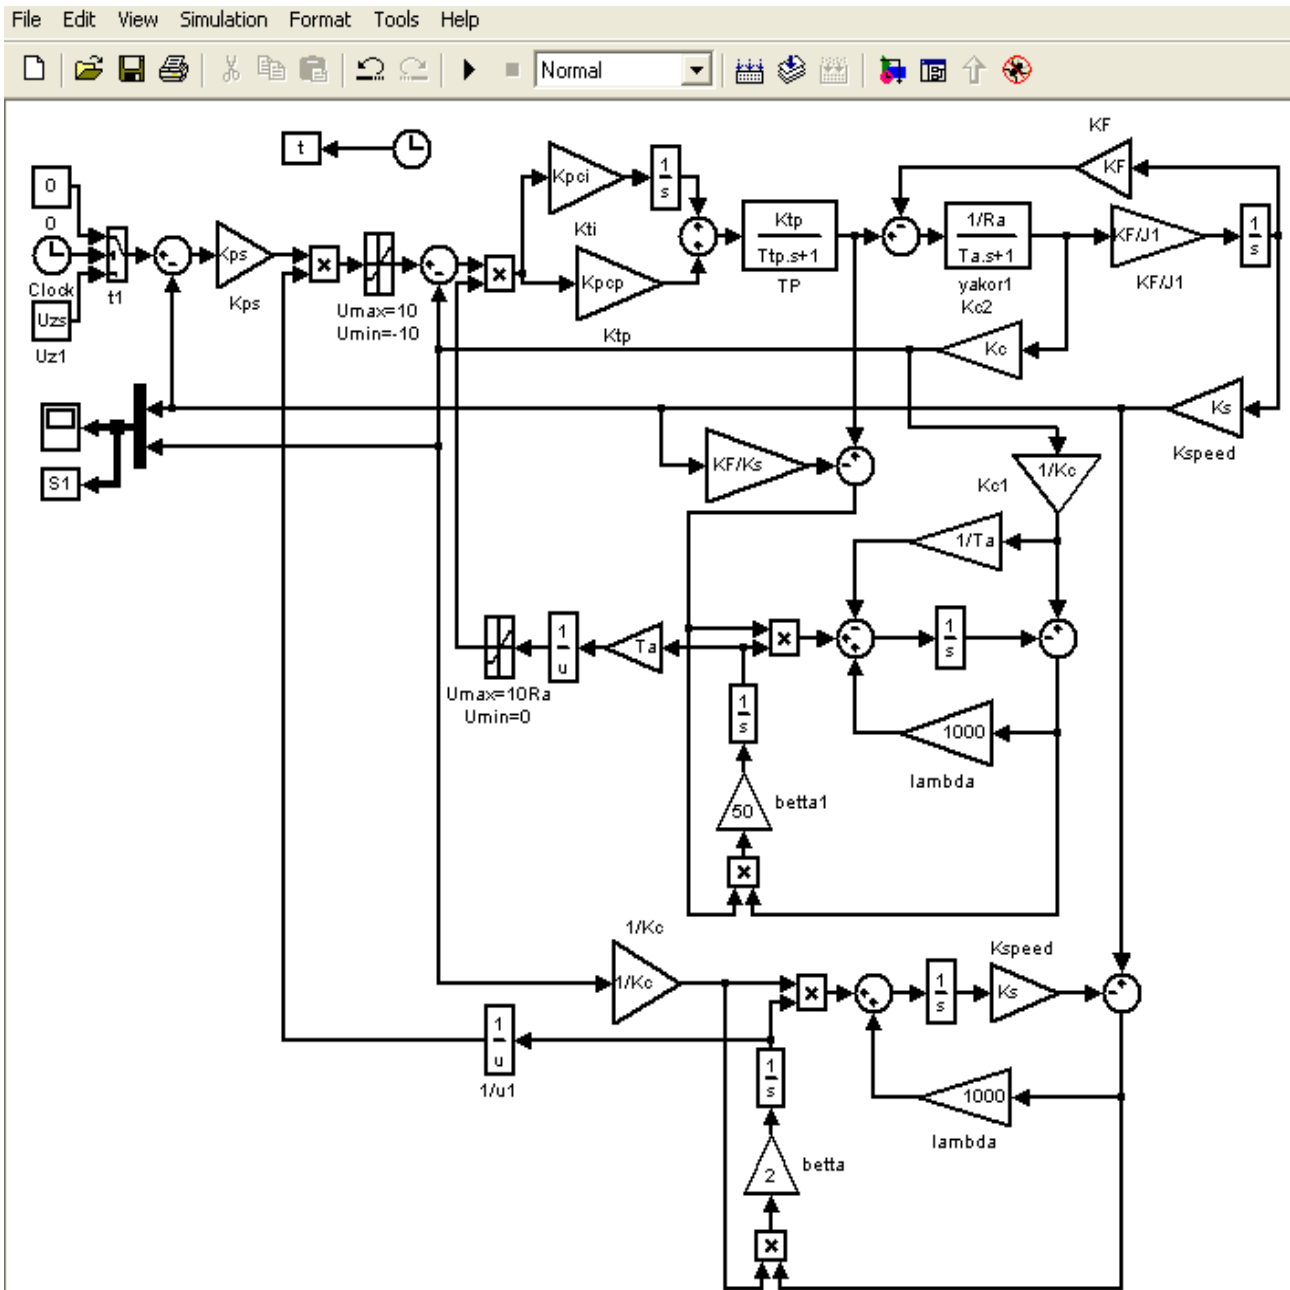 File Edit View Simulation Format Tools Help
Normal
t
KF
KF
0
0
Clock
Uzs
Uz1
t1
Kps
Kps
×
Umax=10
Umin=-10
×
Kpci
Kti
1
s
Kpcp
Ktp
Ktp
Ttp.s+1
TP
1/Ra
Ta.s+1
yakor1
Kc2
KF/J1
KF/J1
1
s
Kc
Ks
Kspeed
S1
KF/Ks
1/Kc
Kc1
1/Ta
Umax=10Ra
Umin=0
1
u
Ta
×
1
s
1
s
1000
lambda
50
betta1
×
1/Kc
1/Kc
1
u
1/u1
×
1
s
Kspeed
Ks
1
s
1000
lambda
2
betta
×